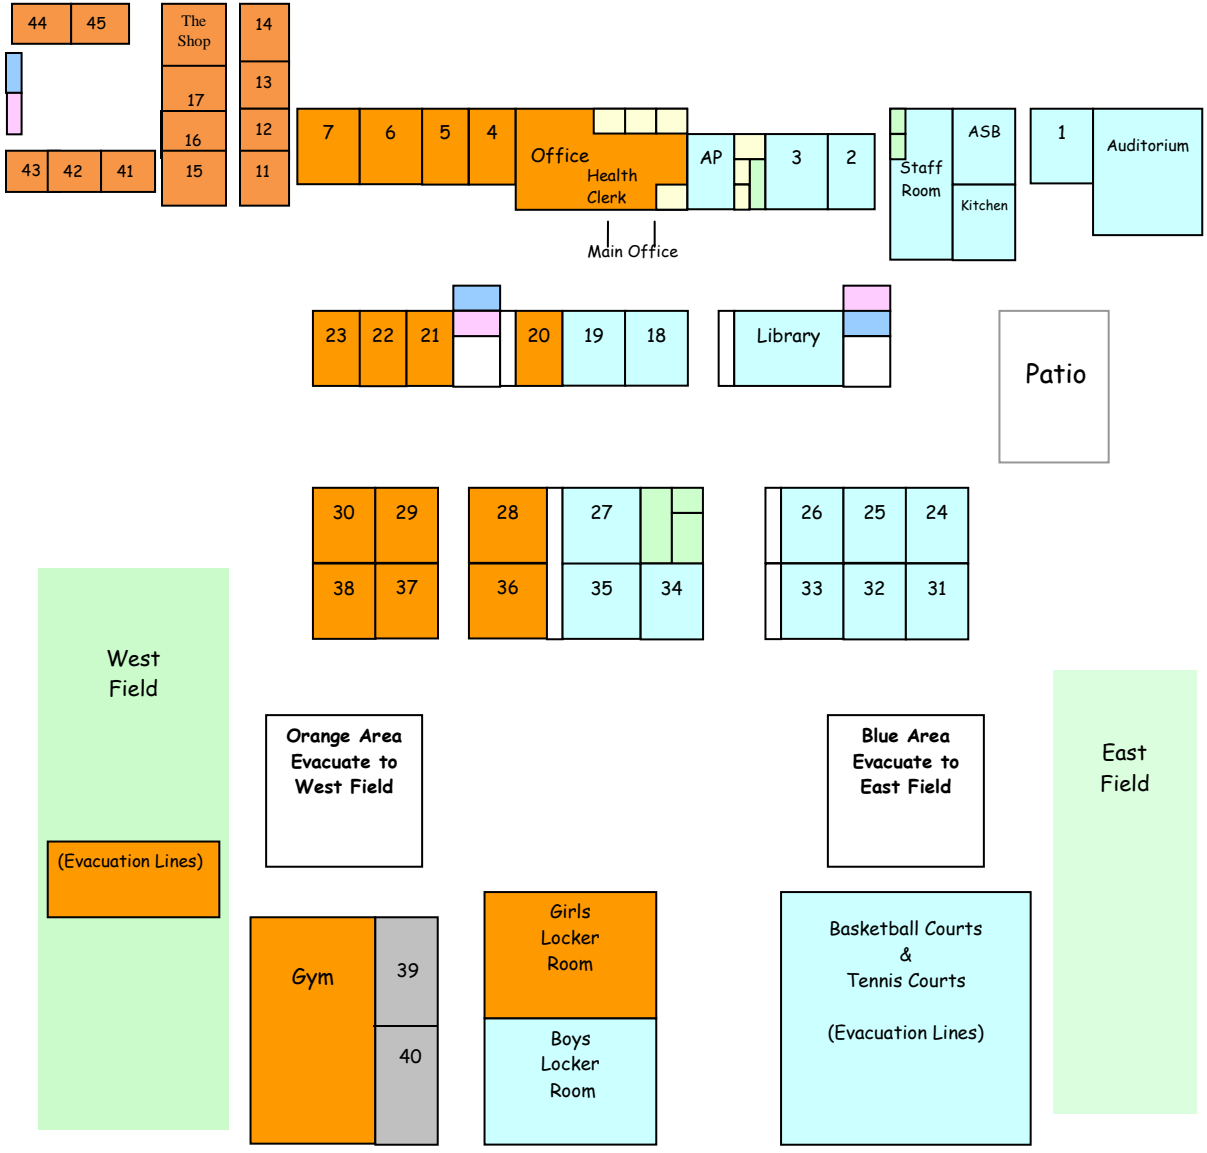 44 45
The
Shop
14
17
13
16
12
43 42 41
15
11
7 6 5 4
Office
Health
Clerk
AP
3 2
Staff
Room
ASB
Kitchen
1
Auditorium
Main Office
23 22 21
20 19 18
Library
Patio
30 29
28
27
26 25 24
38 37
36
35 34
33 32 31
West
Field
Orange Area
Evacuate to
West Field
Blue Area
Evacuate to
East Field
East
Field
(Evacuation Lines)
Gym
39
40
Girls
Locker
Room
Boys
Locker
Room
Basketball Courts
&
Tennis Courts
(Evacuation Lines)